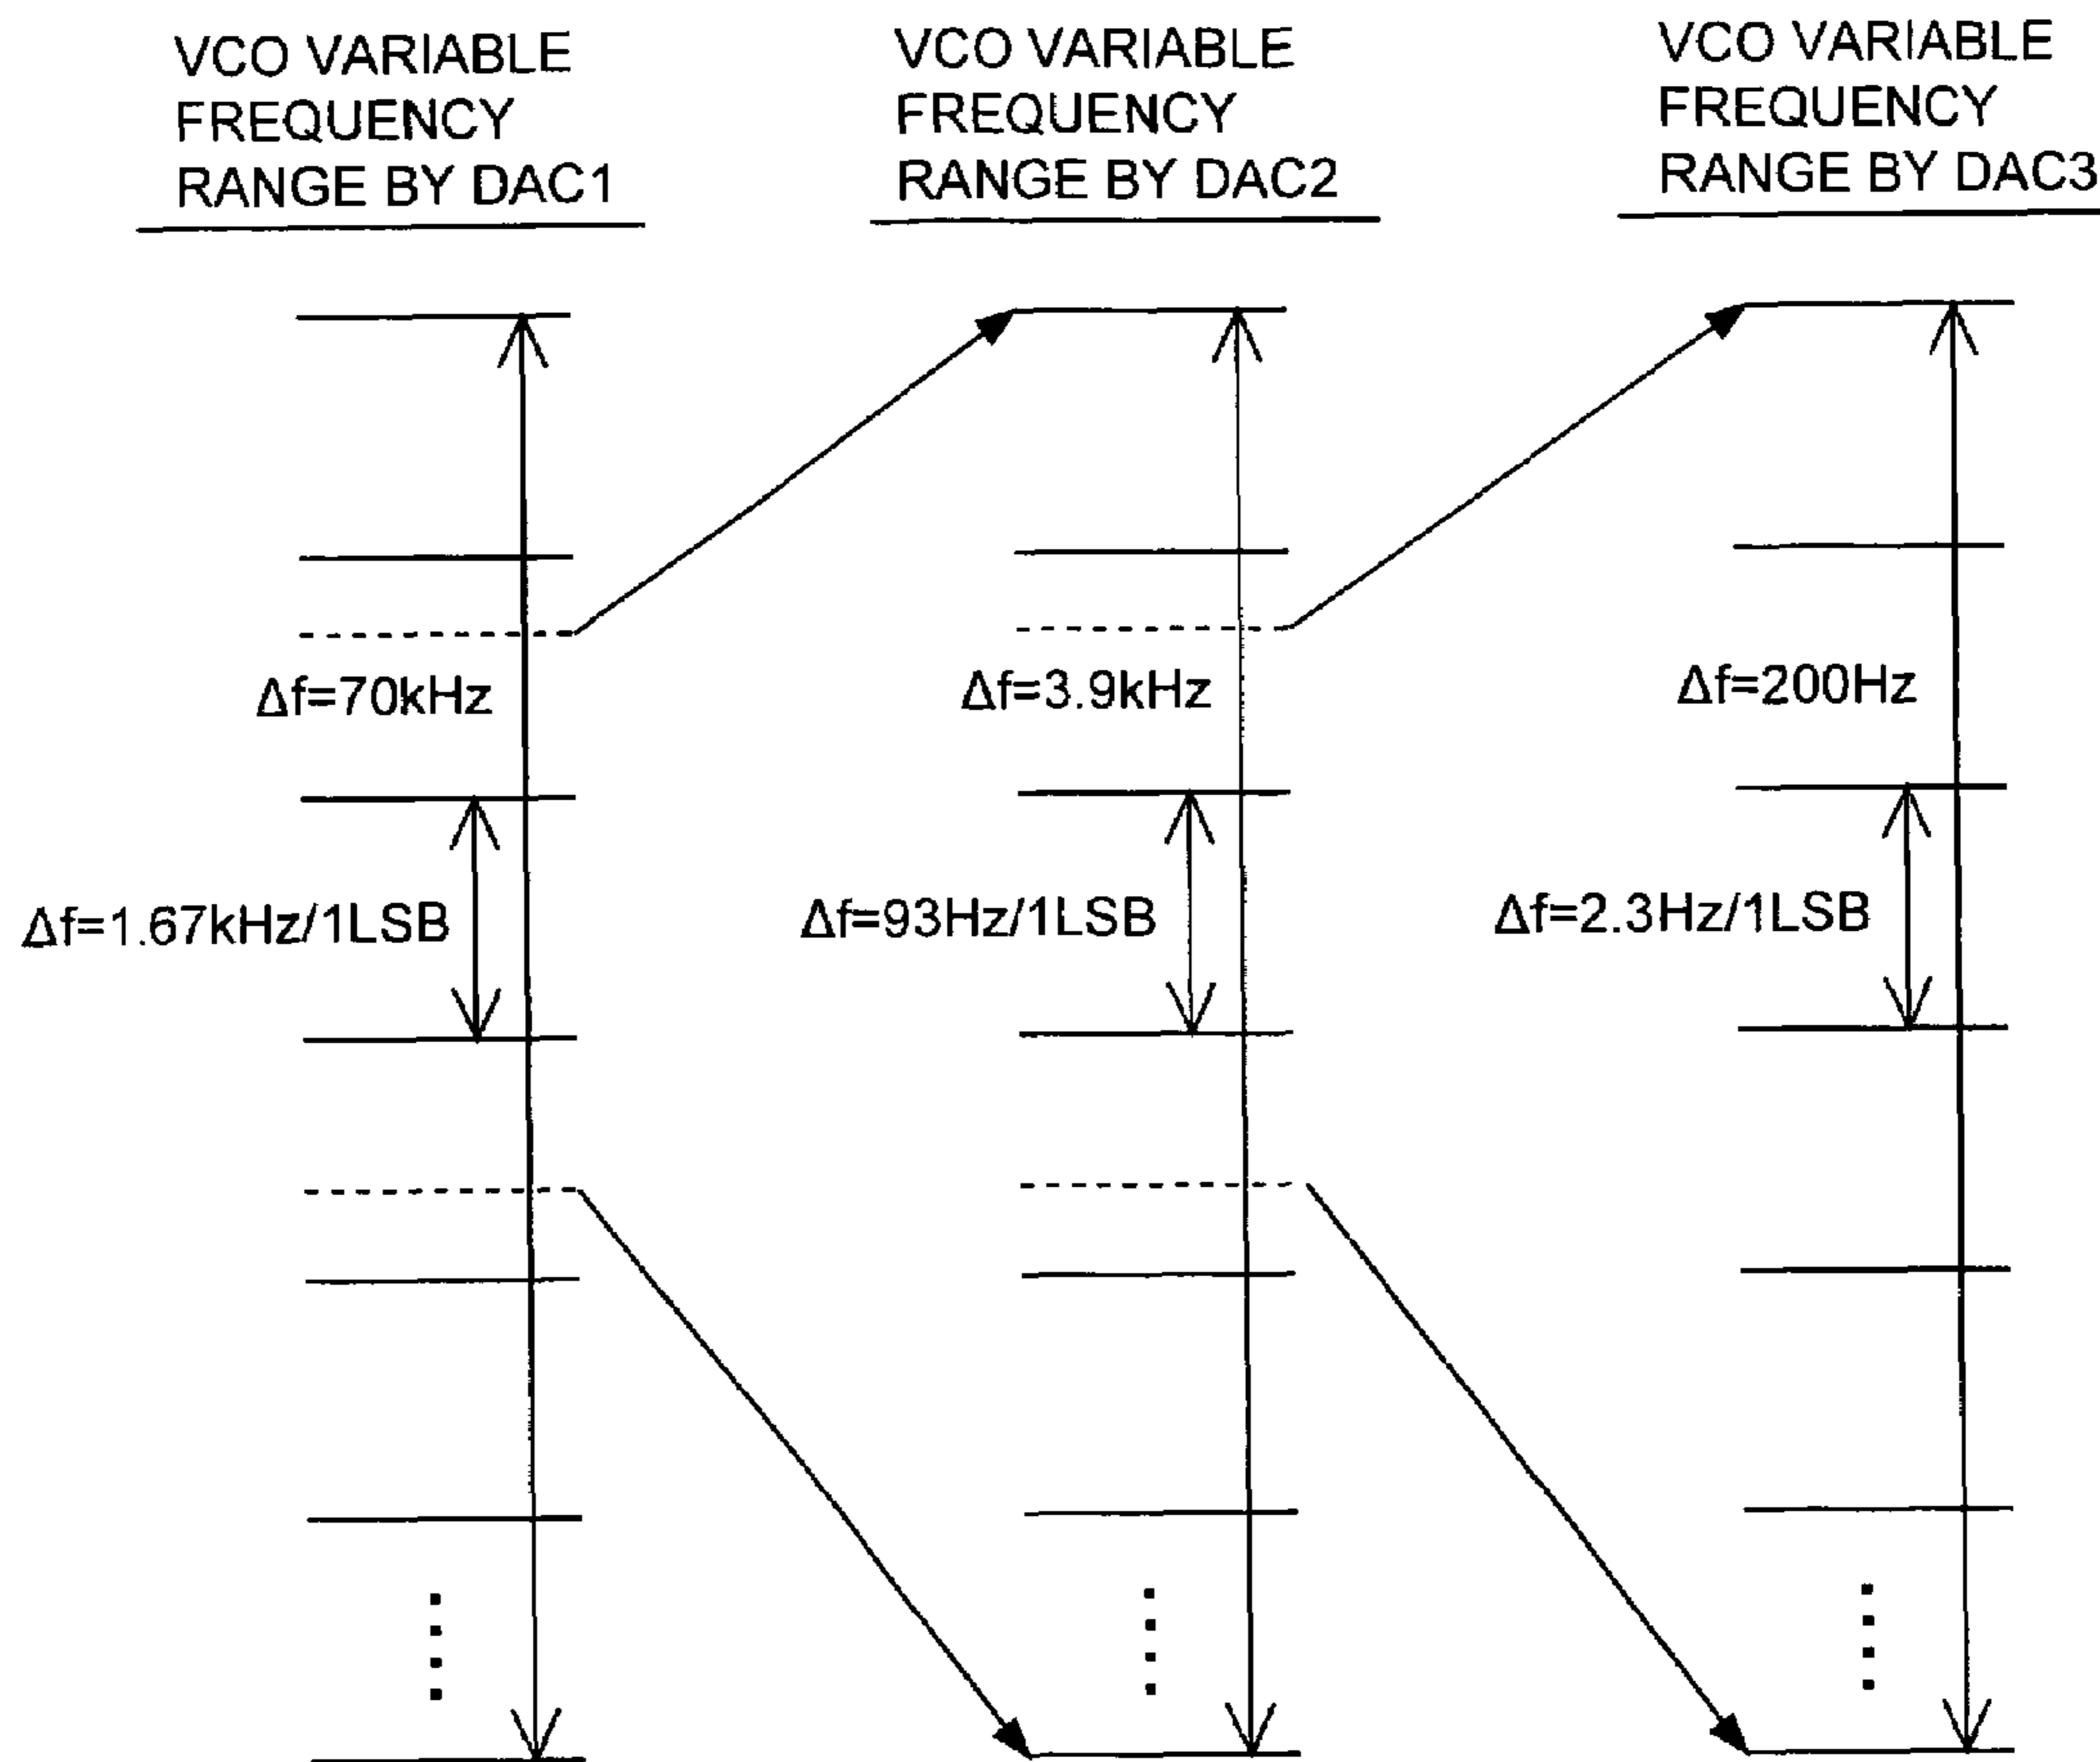 VCO VARIABLE
FREQUENCY
RANGE BY DAC1
VCO VARIABLE
FREQUENCY
RANGE BY DAC2
VCO VARIABLE
FREQUENCY
RANGE BY DAC3
Δf=70kHz
Δf=3.9kHz
Δf=200Hz
Δf=1.67kHz/1LSB
Δf=93Hz/1LSB
Δf=2.3Hz/1LSB